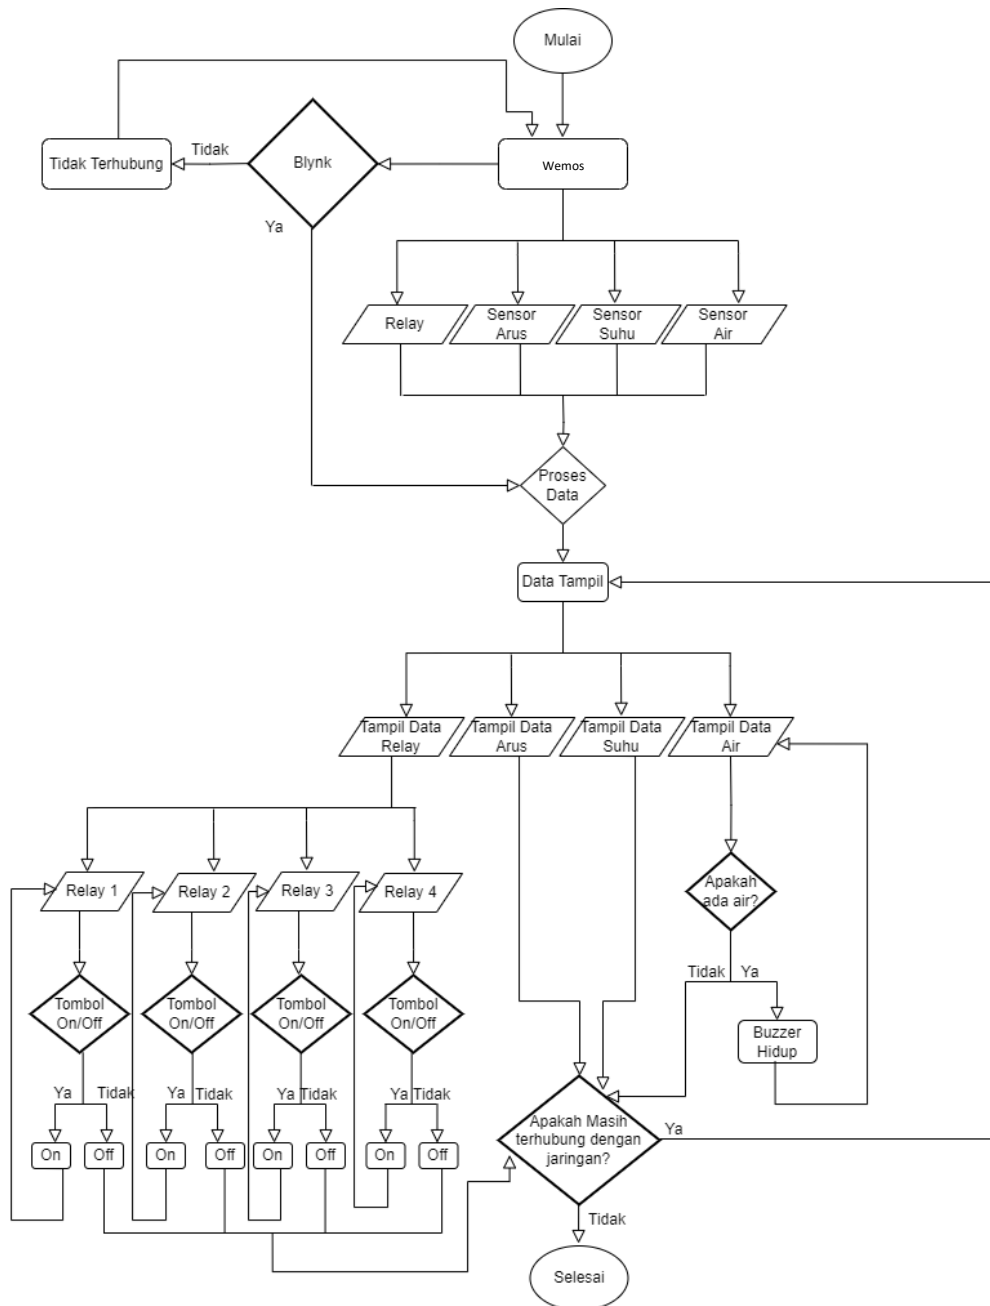 Mulai
Tidak Terhubung
Tidak
Blynk
Wemos
Ya
Relay
Sensor
Arus
Sensor
Suhu
Sensor
Air
Proses
Data
Data Tampil
Tampil Data
Relay
Tampil Data
Arus
Tampil Data
Suhu
Tampil Data
Air
Relay 1
Relay 2
Relay 3
Relay 4
Apakah
ada air?
Tidak
Ya
Tombol
On/Off
Tombol
On/Off
Tombol
On/Off
Tombol
On/Off
Buzzer
Hidup
Ya
Tidak
Ya
Tidak
Ya
Tidak
Ya
Tidak
On
Off
On
Off
On
Off
On
Off
Apakah Masih
terhubung dengan
jaringan?
Ya
Tidak
Selesai